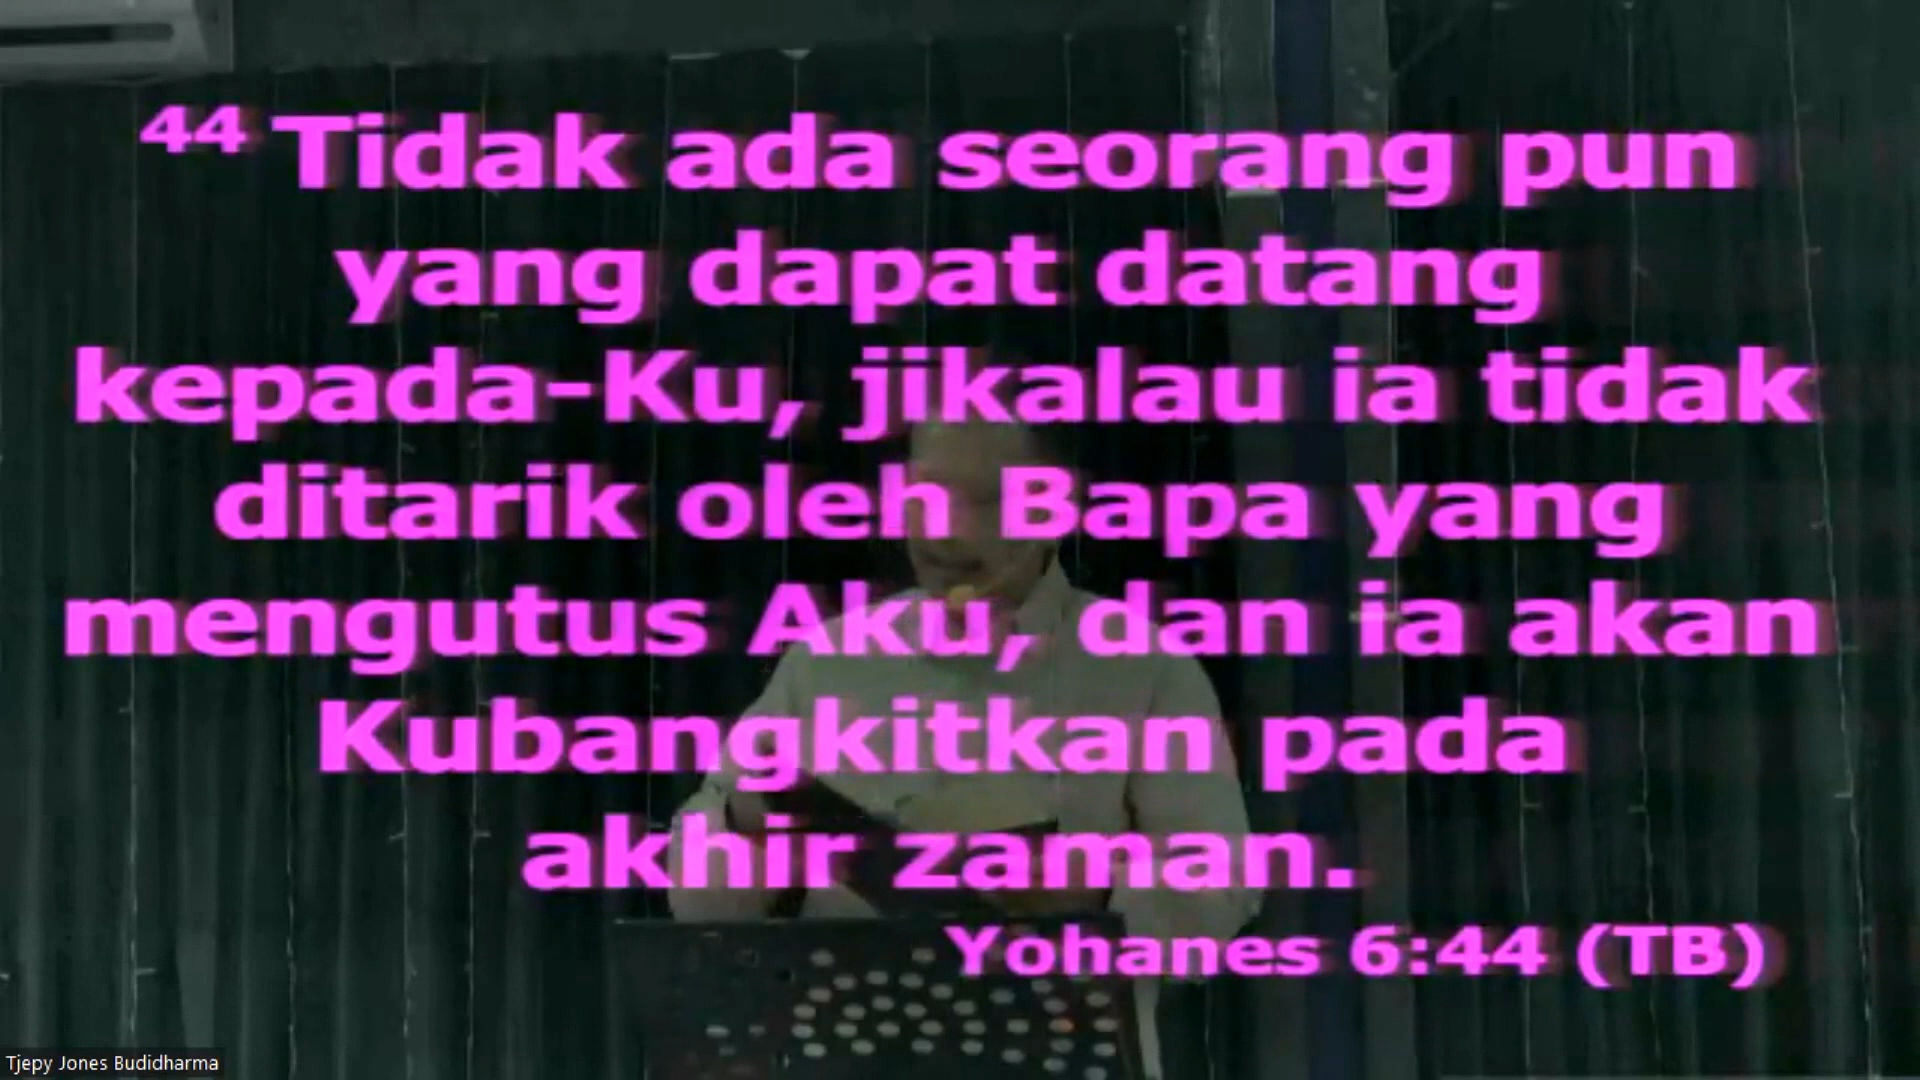 44 Tidak ada seorang pun
yang dapat datang
kepada-Ku, jikalau ia tidak
ditarik oleh Bapa yang
mengutus Aku, dan ia akan
Kubangkitkan pada
akhir zaman.
Yohanes 6:44 (TB)
Tjepy Jones Budidharma